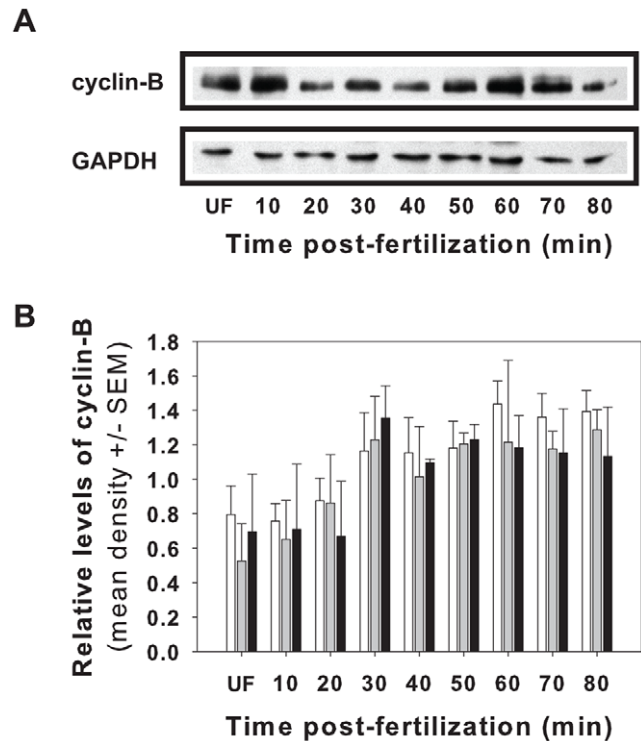 A
cyclin-B
GAPDH
UF 10 20 30 40 50 60 70 80
Time post-fertilization (min)
B
Relative levels of cyclin-B
(mean density +/- SEM)
1.8
1.6
1.4
1.2
1.0
0.8
0.6
0.4
0.2
0.0
UF 10 20 30 40 50 60 70 80
Time post-fertilization (min)